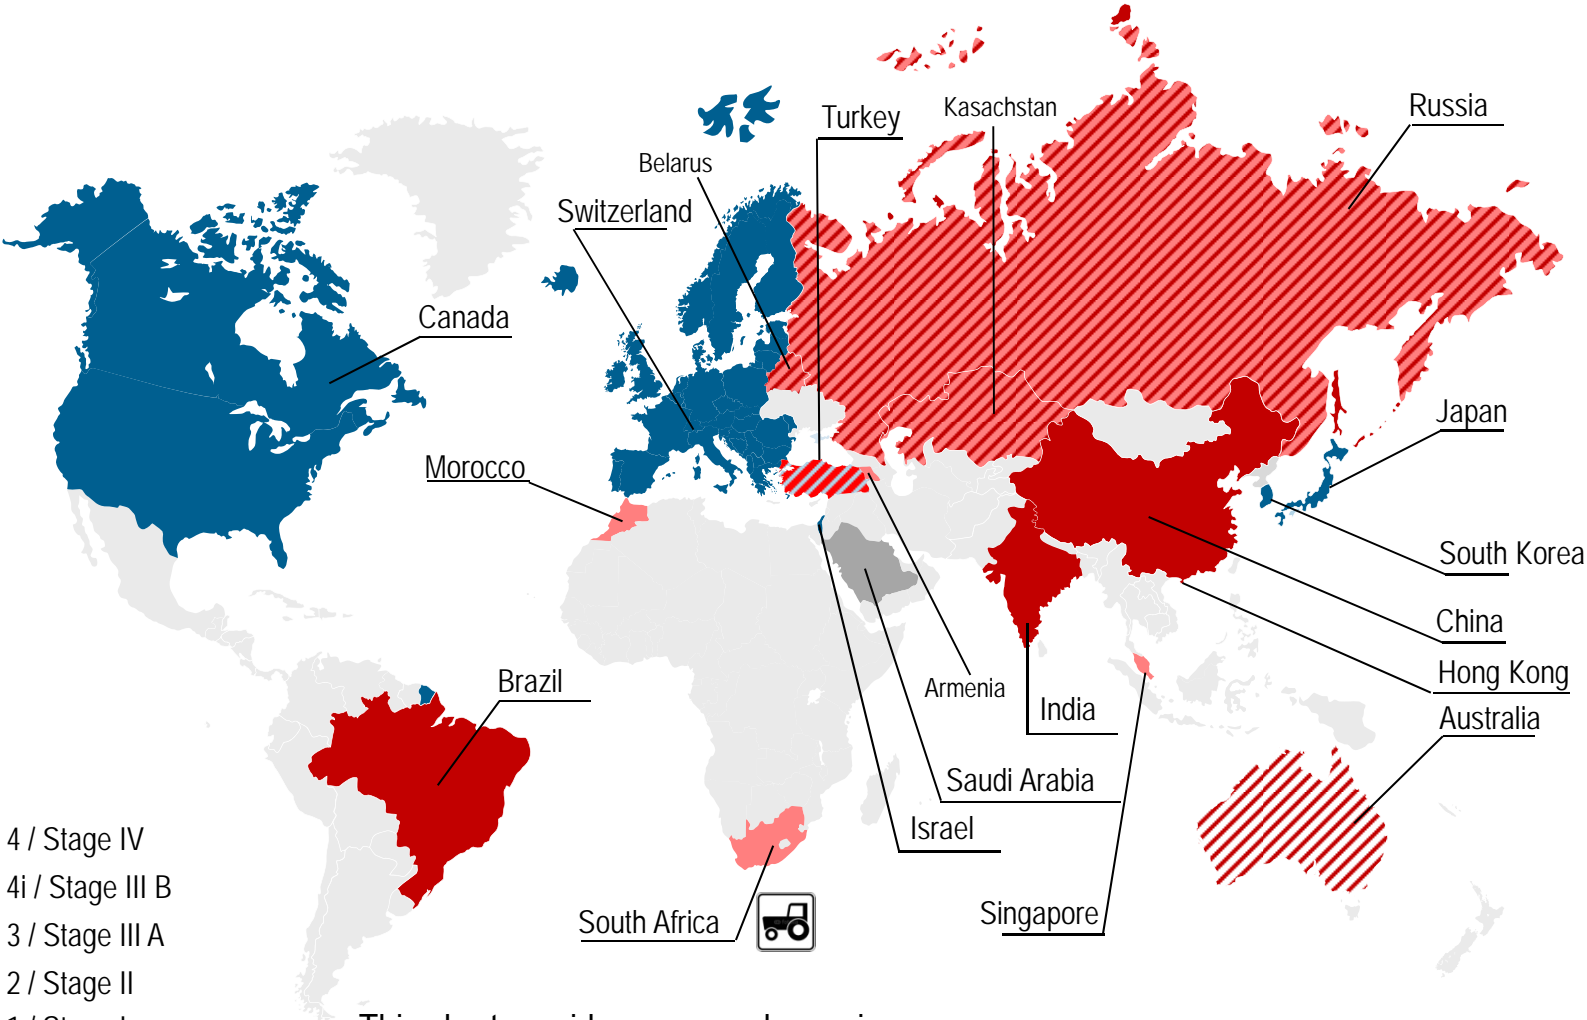 Turkey
Kasachstan
Russia
Belarus
Switzerland
Canada
Japan
Morocco
South Korea
China
Hong Kong
Armenia
Brazil
India
Australia
Saudi Arabia
Israel
4 / Stage IV
4i / Stage III B
Singapore
South Africa
3 / Stage III A
2 / Stage II